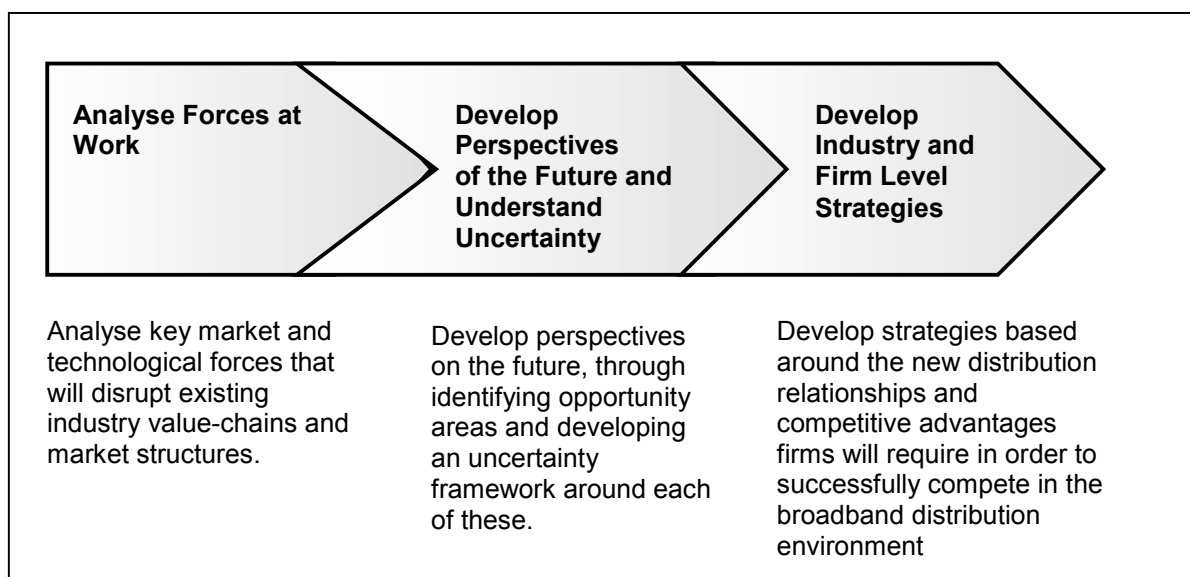 Analyse Forces at
Work
Develop
Perspectives
of the Future and
Understand
Uncertainty
Develop
Industry and
Firm Level
Strategies
Analyse key market and
technological forces that
will disrupt existing
industry value-chains and
market structures.
Develop perspectives
on the future, through
identifying opportunity
areas and developing
an uncertainty
framework around each
of these.
Develop strategies based
around the new distribution
relationships and
competitive advantages
firms will require in order to
successfully compete in the
broadband distribution
environment